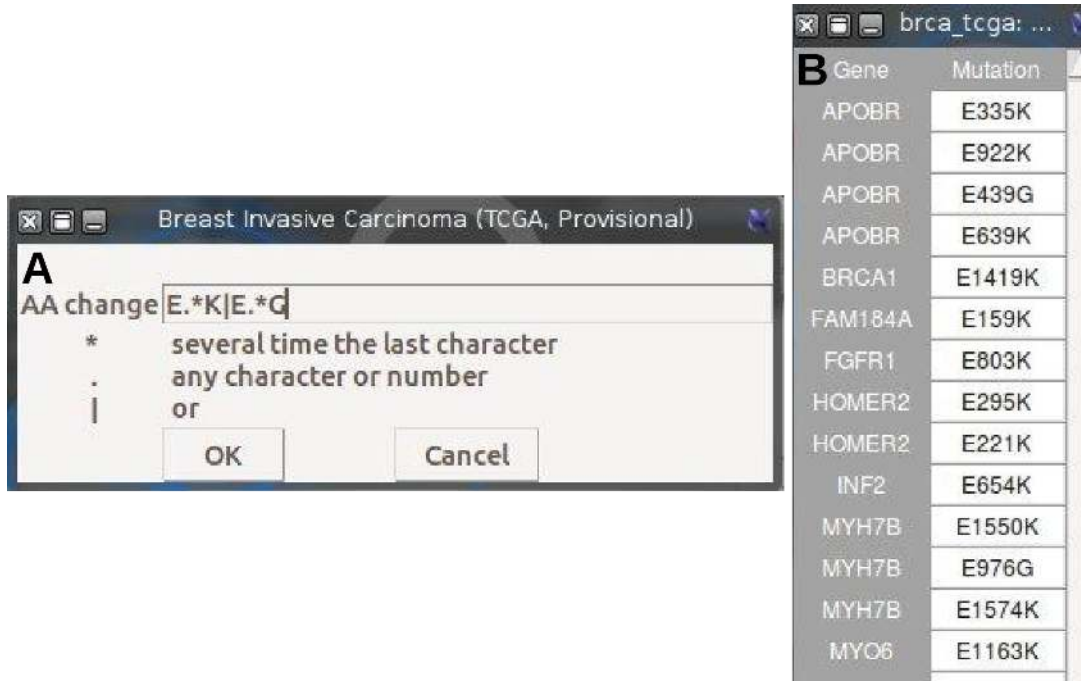 Breast Invasive Carcinoma (TCGA, Provisional)
A
AA change E.*K|E.*G
* several time the last character
. any character or number
| or
OK Cancel
brca_tcga: ...
B Gene Mutation
APOBR E335K
APOBR E922K
APOBR E439G
APOBR E639K
BRCA1 E1419K
FAM184A E159K
FGFR1 E803K
HOMER2 E295K
HOMER2 E221K
INF2 E654K
MYH7B E1550K
MYH7B E976G
MYH7B E1574K
MYO6 E1163K